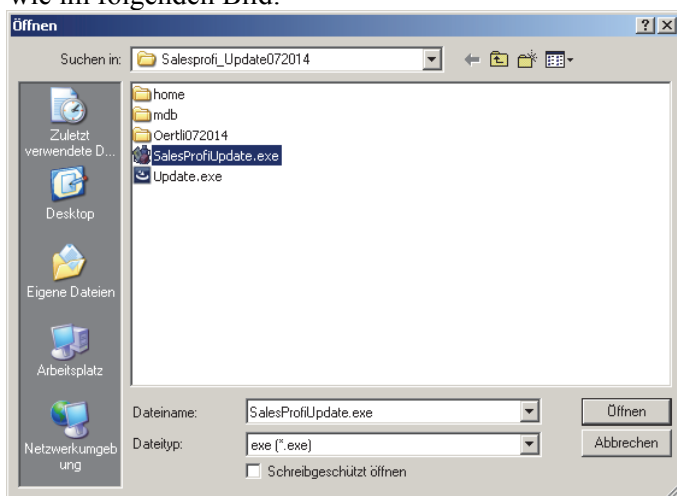 wie im folgenden Bild:
Öffnen
Suchen in:
Salesprofi_Update072014
home
mdb
Oertli072014
SalesProfiUpdate.exe
Update.exe
Zuletzt
verwendete D...
Desktop
Eigene Dateien
Arbeitsplatz
Netzwerkumgeb
ung
Dateiname:
SalesProfiUpdate.exe
Öffnen
Dateityp:
exe (*.exe)
Abbrechen
Schreibgeschützt öffnen